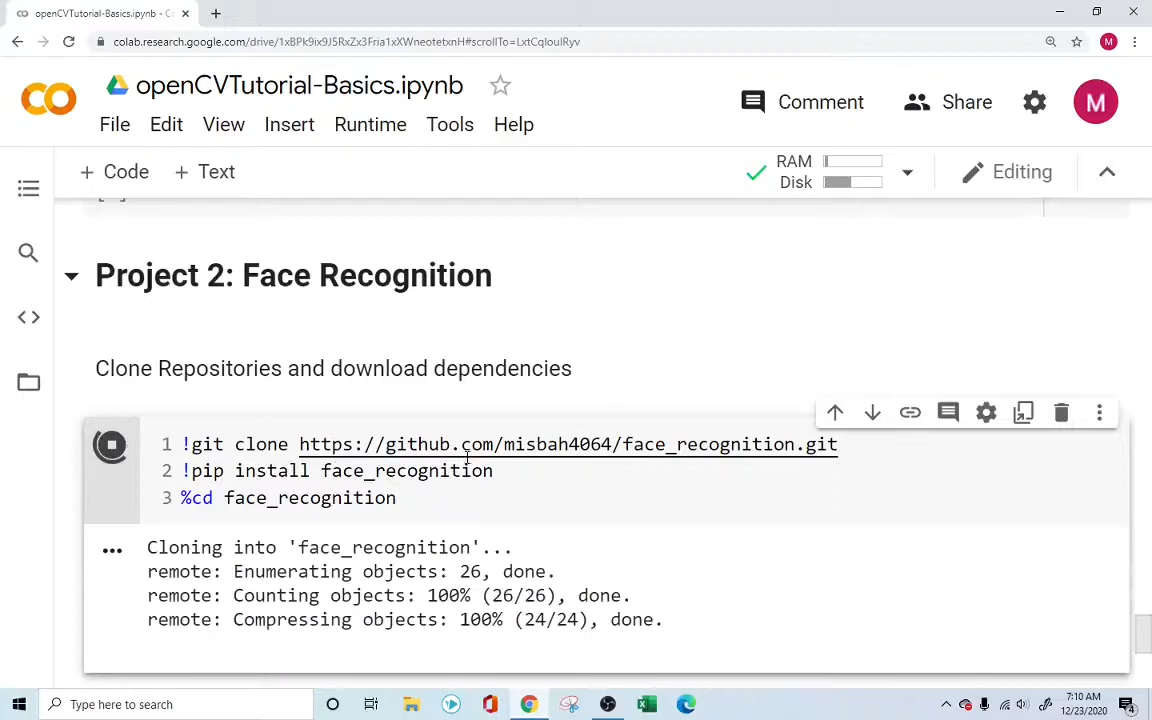 openCVTutorial-Basics.ipynb - C
colab.research.google.com/drive/1xBPk9ix9J5RxZx3Fria1xXWneotetxnH#scrollTo=LxtCqIoulRyv
M
openCVTutorial-Basics.ipynb
Comment
Share
M
File Edit View Insert Runtime Tools Help
+ Code + Text
RAM
Disk
Editing
Project 2: Face Recognition
Clone Repositories and download dependencies
1 !git clone https://github.com/misbah4064/face_recognition.git
2 !pip install face_recognition
3 %cd face_recognition
Cloning into 'face_recognition'...
remote: Enumerating objects: 26, done.
remote: Counting objects: 100% (26/26), done.
remote: Compressing objects: 100% (24/24), done.
Type here to search
7:10 AM
12/23/2020
4